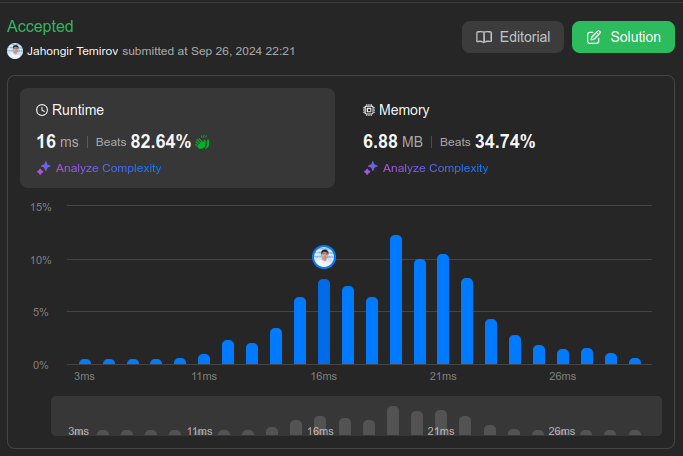 Accepted
Jahongir Temirov submitted at Sep 26, 2024 22:21
Editorial
Solution
Runtime
16 ms | Beats 82.64%
Analyze Complexity
Memory
6.88 MB | Beats 34.74%
Analyze Complexity
15%
10%
5%
0%
3ms 11ms 16ms 21ms 26ms
3ms 11ms 16ms 21ms 26ms